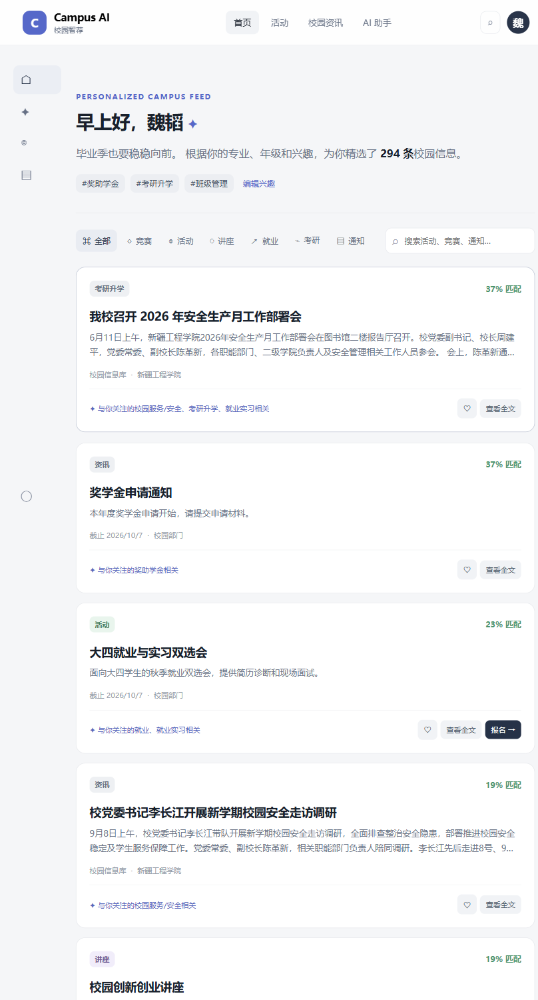 C
Campus AI
校园智荐
首页
活动
校园资讯
AI 助手
魏
PERSONALIZED CAMPUS FEED
早上好，魏韬 ✦
毕业季也要稳稳向前。 根据你的专业、年级和兴趣，为你精选了 294 条校园信息。
#奖助学金 #考研升学 #班级管理 编辑兴趣
⌘ 全部 竞赛 活动 讲座 ↗ 就业 考研 通知
搜索活动、竞赛、通知...
考研升学
37% 匹配
我校召开 2026 年安全生产月工作部署会
6月11日上午，新疆工程学院2026年安全生产月工作部署会在图书馆二楼报告厅召开。校党委副书记、校长周建
平，党委常委、副校长陈革新，各职能部门、二级学院负责人及安全管理相关工作人员参会。 会上，陈革新通...
校园信息库 · 新疆工程学院
✦ 与你关注的校园服务/安全、考研升学、就业实习相关
♡ 查看全文
资讯
37% 匹配
奖学金申请通知
本年度奖学金申请开始，请提交申请材料。
截止 2026/10/7 · 校园部门
✦ 与你关注的奖助学金相关
♡ 查看全文
活动
23% 匹配
大四就业与实习双选会
面向大四学生的秋季就业双选会，提供简历诊断和现场面试。
截止 2026/10/7 · 校园部门
✦ 与你关注的就业、就业实习相关
♡ 查看全文 报名 →
资讯
19% 匹配
校党委书记李长江开展新学期校园安全走访调研
9月8日上午，校党委书记李长江带队开展新学期校园安全走访调研，全面排查整治安全隐患，部署推进校园安全
稳定及学生服务保障工作。党委常委、副校长陈革新，相关职能部门负责人陪同调研。李长江先后走进8号、9...
校园信息库 · 新疆工程学院
✦ 与你关注的校园服务/安全相关
♡ 查看全文
讲座
19% 匹配
校园创新创业讲座